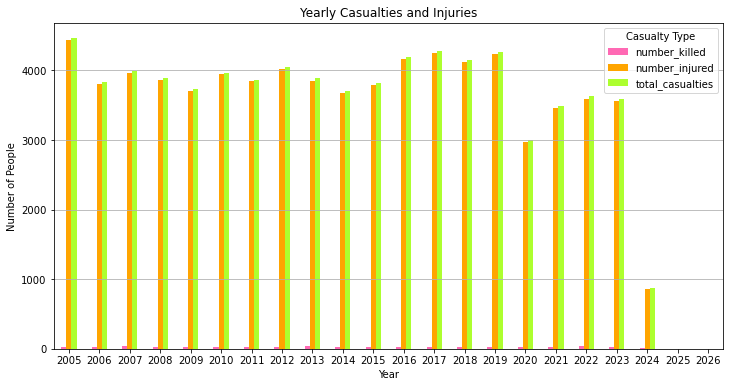 Yearly Casualties and Injuries
Casualty Type
number_killed
number_injured
total_casualties
Number of People
4000
3000
2000
1000
0
2005 2006 2007 2008 2009 2010 2011 2012 2013 2014 2015 2016 2017 2018 2019 2020 2021 2022 2023 2024 2025 2026
Year